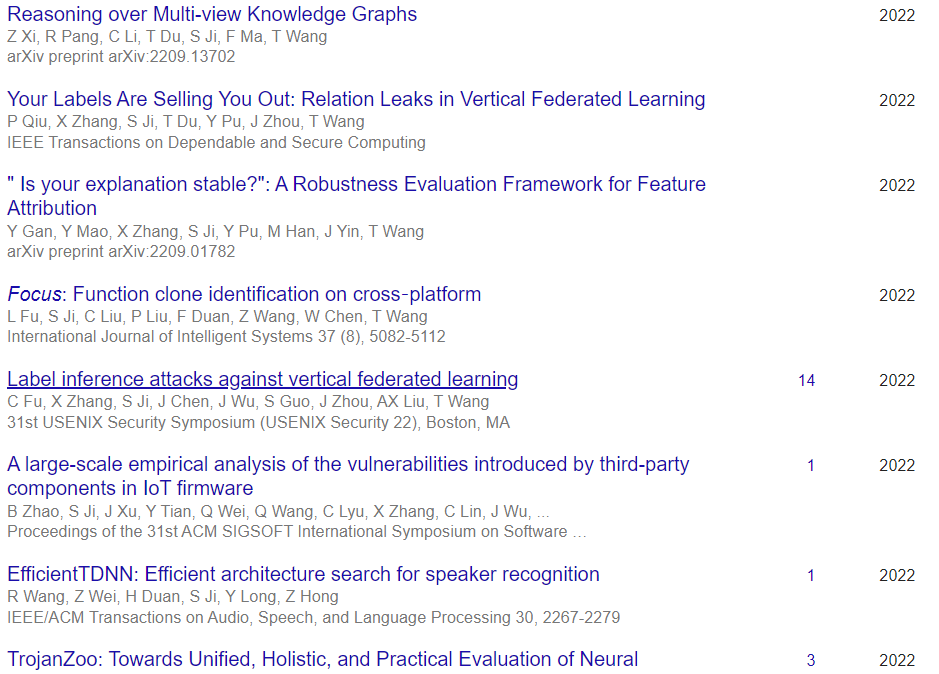 Reasoning over Multi-view Knowledge Graphs 2022
Z Xi, R Pang, C Li, T Du, S Ji, F Ma, T Wang
arXiv preprint arXiv:2209.13702
Your Labels Are Selling You Out: Relation Leaks in Vertical Federated Learning 2022
P Qiu, X Zhang, S Ji, T Du, Y Pu, J Zhou, T Wang
IEEE Transactions on Dependable and Secure Computing
" Is your explanation stable?": A Robustness Evaluation Framework for Feature 2022
Attribution
Y Gan, Y Mao, X Zhang, S Ji, Y Pu, M Han, J Yin, T Wang
arXiv preprint arXiv:2209.01782
Focus: Function clone identification on cross‐platform 2022
L Fu, S Ji, C Liu, P Liu, F Duan, Z Wang, W Chen, T Wang
International Journal of Intelligent Systems 37 (8), 5082-5112
Label inference attacks against vertical federated learning 14 2022
C Fu, X Zhang, S Ji, J Chen, J Wu, S Guo, J Zhou, AX Liu, T Wang
31st USENIX Security Symposium (USENIX Security 22), Boston, MA
A large-scale empirical analysis of the vulnerabilities introduced by third-party 1 2022
components in IoT firmware
B Zhao, S Ji, J Xu, Y Tian, Q Wei, Q Wang, C Lyu, X Zhang, C Lin, J Wu, ...
Proceedings of the 31st ACM SIGSOFT International Symposium on Software …
EfficientTDNN: Efficient architecture search for speaker recognition 1 2022
R Wang, Z Wei, H Duan, S Ji, Y Long, Z Hong
IEEE/ACM Transactions on Audio, Speech, and Language Processing 30, 2267-2279
TrojanZoo: Towards Unified, Holistic, and Practical Evaluation of Neural 3 2022